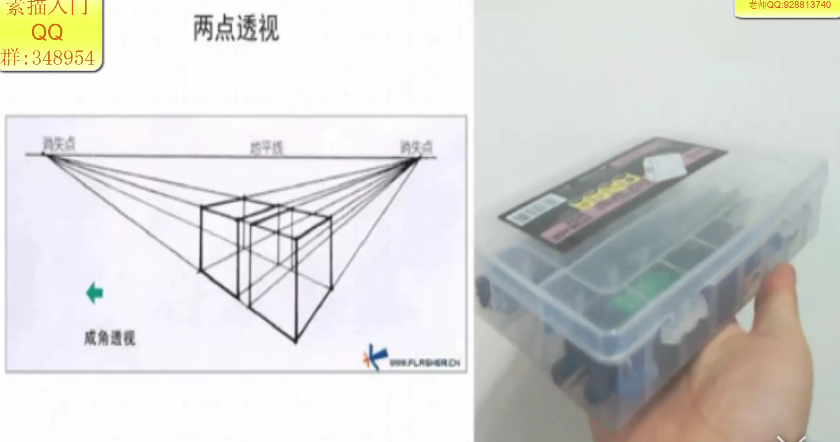 素描入门
QQ
群:348954
老师QQ:928813740
两点透视
消失点
地平线
消失点
成角透视
WWW.FLASHER.CN